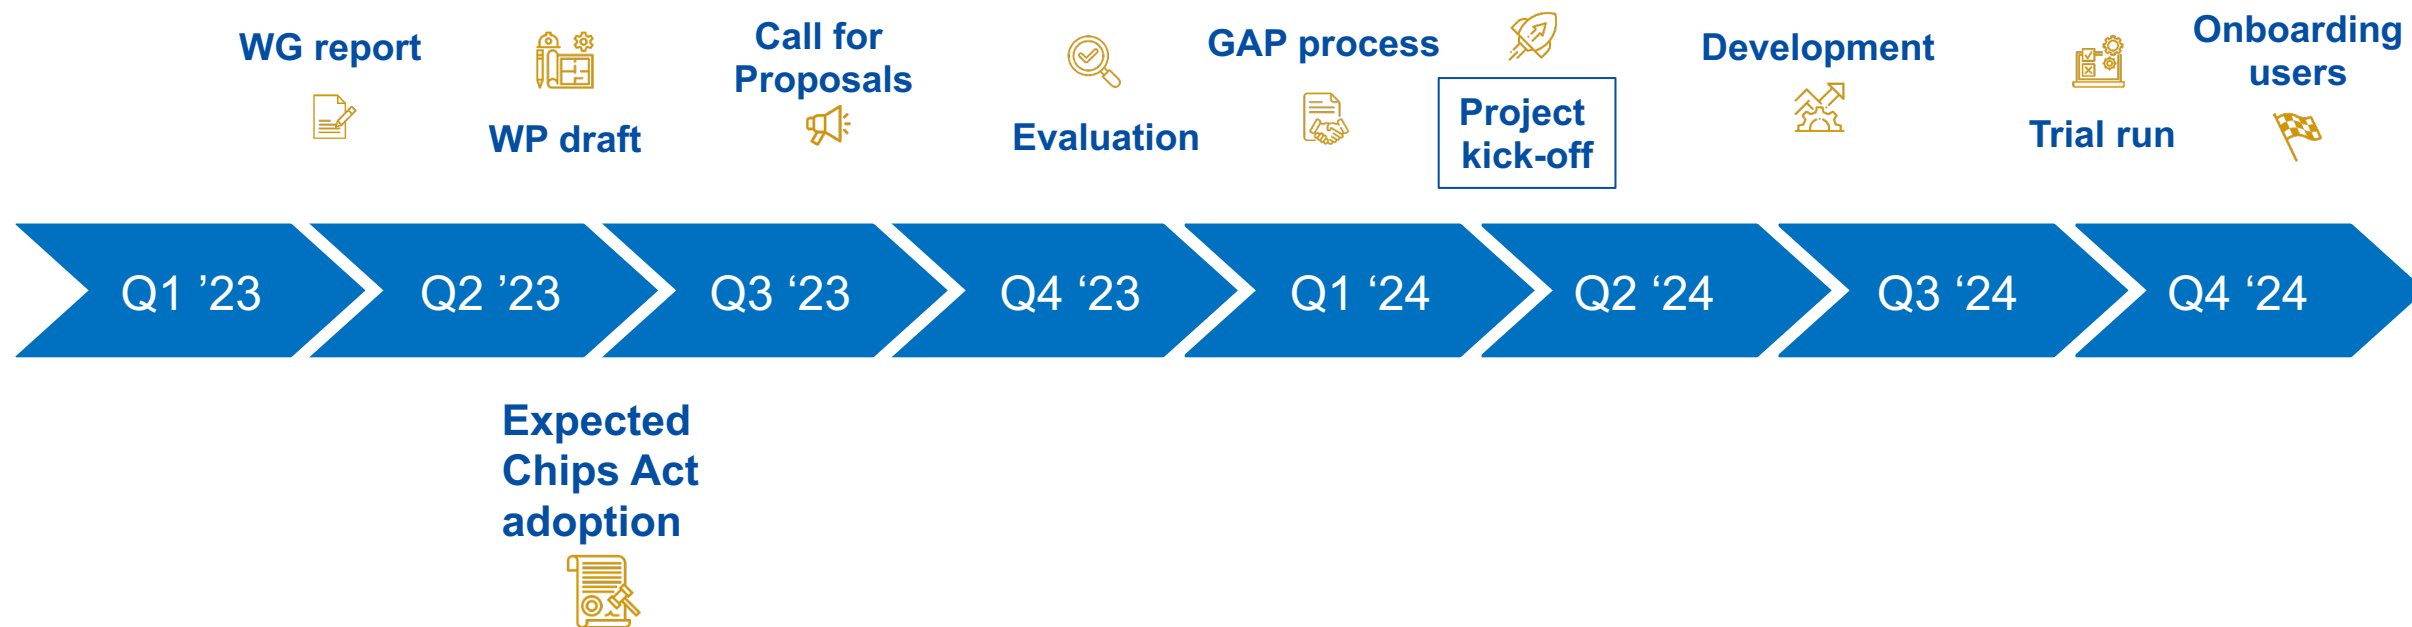 WG report
WP draft
Call for
Proposals
Evaluation
GAP process
Project
kick-off
Development
Trial run
Onboarding
users
Q1 ’23
Q2 ’23
Q3 ‘23
Q4 ‘23
Q1 ‘24
Q2 ‘24
Q3 ‘24
Q4 ‘24
Expected
Chips Act
adoption